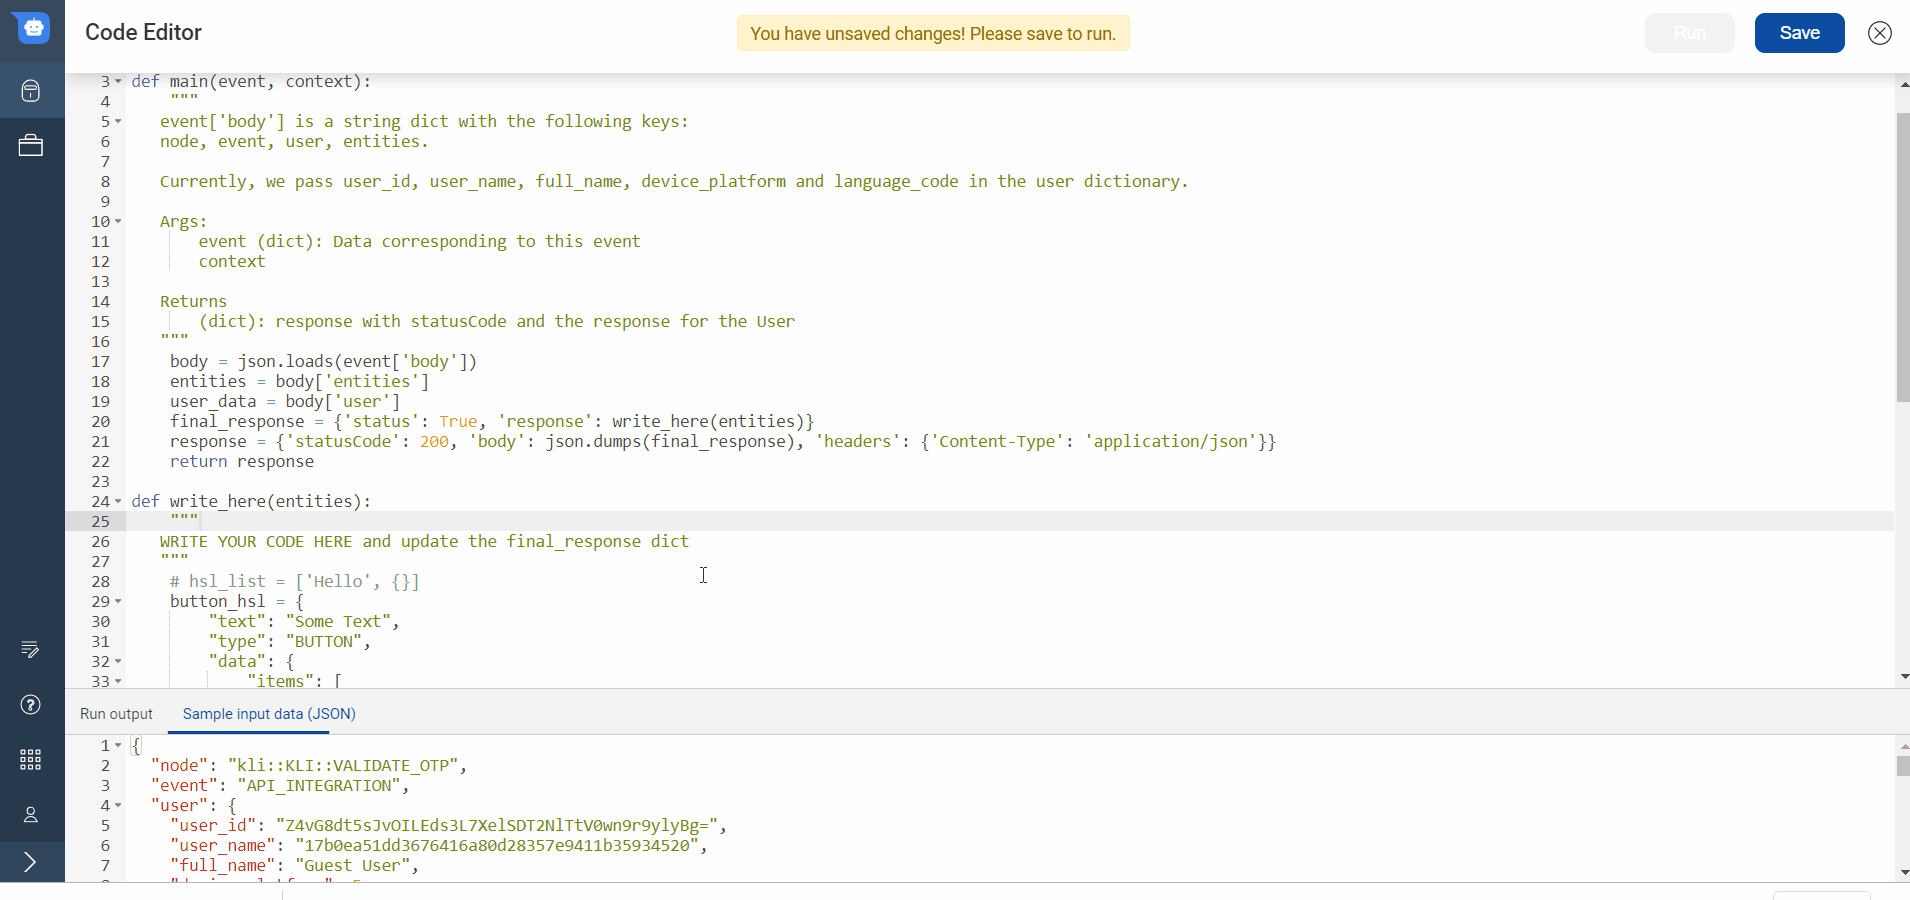 Code Editor
You have unsaved changes! Please save to run.
Run
Save
3 def main(event, context):
4 """
5 event['body'] is a string dict with the following keys:
6 node, event, user, entities.
7
8 Currently, we pass user_id, user_name, full_name, device_platform and language_code in the user dictionary.
9
10 Args:
11 event (dict): Data corresponding to this event
12 context
13
14 Returns
15 (dict): response with statusCode and the response for the User
16 """
17 body = json.loads(event['body'])
18 entities = body['entities']
19 user_data = body['user']
20 final_response = {'status': True, 'response': write_here(entities)}
21 response = {'statusCode': 200, 'body': json.dumps(final_response), 'headers': {'Content-Type': 'application/json'}}
22 return response
23
24 def write_here(entities):
25 """
26 WRITE YOUR CODE HERE and update the final_response dict
27 """
28 # hsl_list = ['Hello', {}]
29 button_hsl = {
30 "text": "Some Text",
31 "type": "BUTTON",
32 "data": {
33 "items": [
Run output
Sample input data (JSON)
1 {
2 "node": "kli::KLI::VALIDATE_OTP",
3 "event": "API_INTEGRATION",
4 "user": {
5 "user_id": "Z4vG8dt5sJvOILEds3L7XelSDT2NlTtV0wn9r9ylyBg=",
6 "user_name": "17b0ea51dd3676416a80d28357e9411b35934520",
7 "full_name": "Guest User",